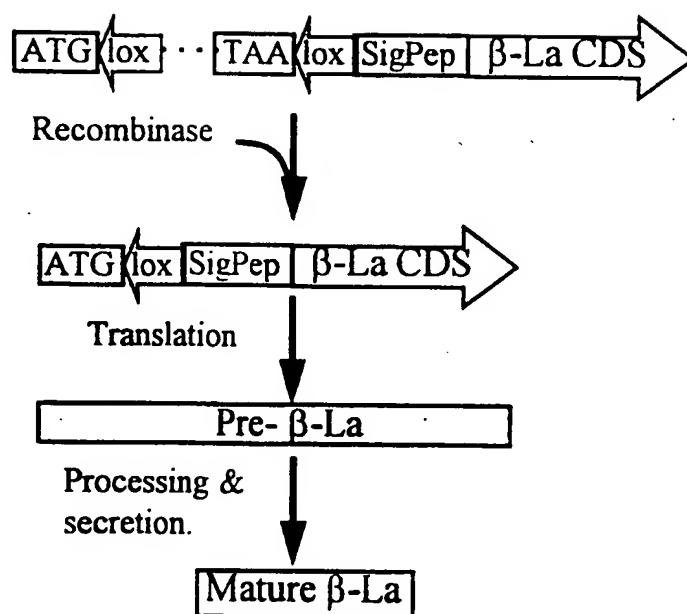 ATG lox · · · TAA lox SigPep β-La CDS
Recombinase
ATG lox SigPep β-La CDS
Translation
Pre- β-La
Processing &
secretion.
Mature β-La